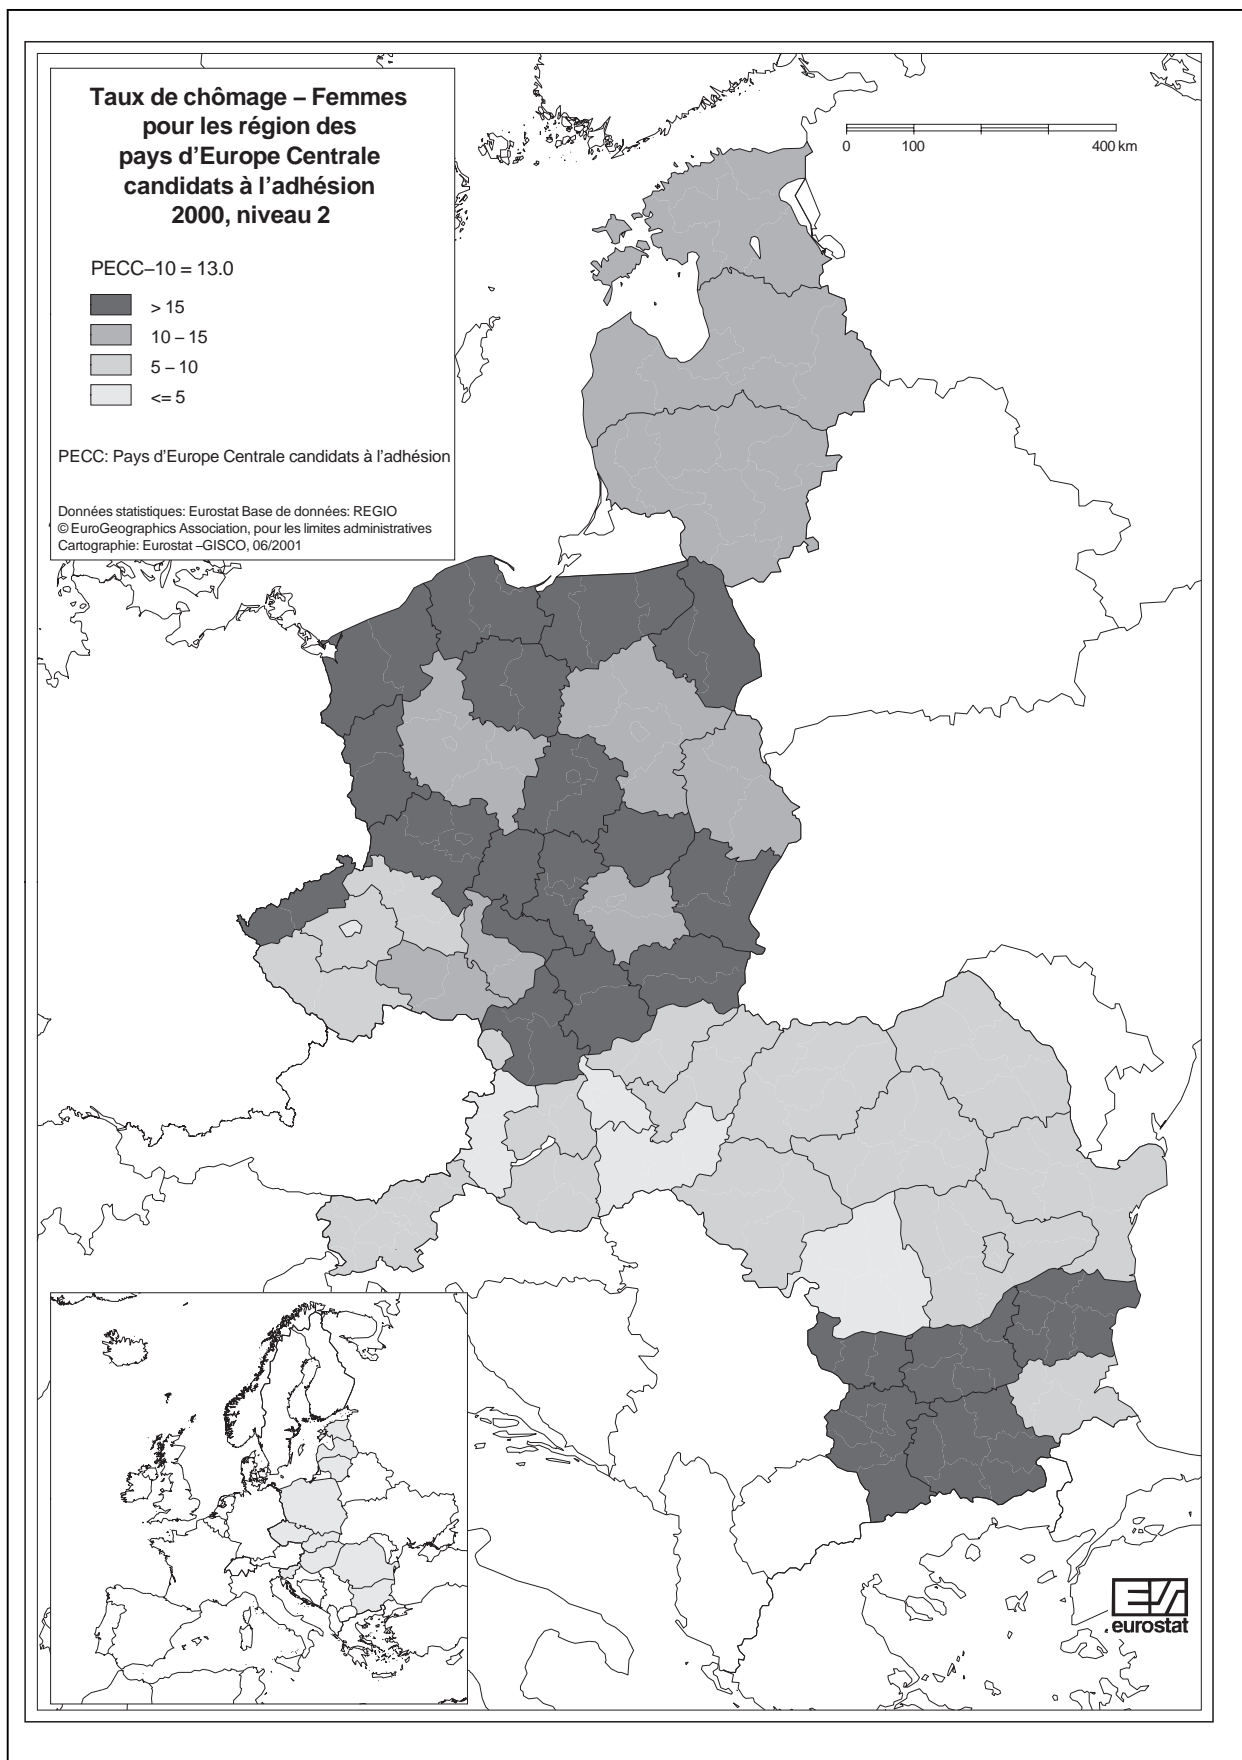 Taux de chômage – Femmes
pour les région des
pays d'Europe Centrale
candidats à l'adhésion
2000, niveau 2
PECC–10 = 13.0
> 15
10 – 15
5 – 10
<= 5
PECC: Pays d'Europe Centrale candidats à l'adhésion
Données statistiques: Eurostat Base de données: REGIO
© EuroGeographics Association, pour les limites administratives
Cartographie: Eurostat –GISCO, 06/2001
0 100 400 km
eurostat